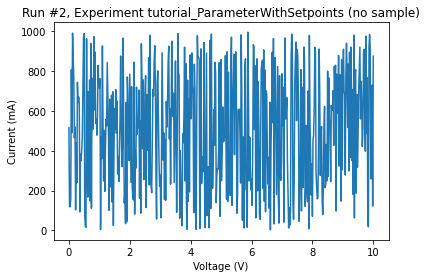 Run #2, Experiment tutorial_ParameterWithSetpoints (no sample)
1000
800
600
400
200
0
0 2 4 6 8 10
Current (mA)
Voltage (V)